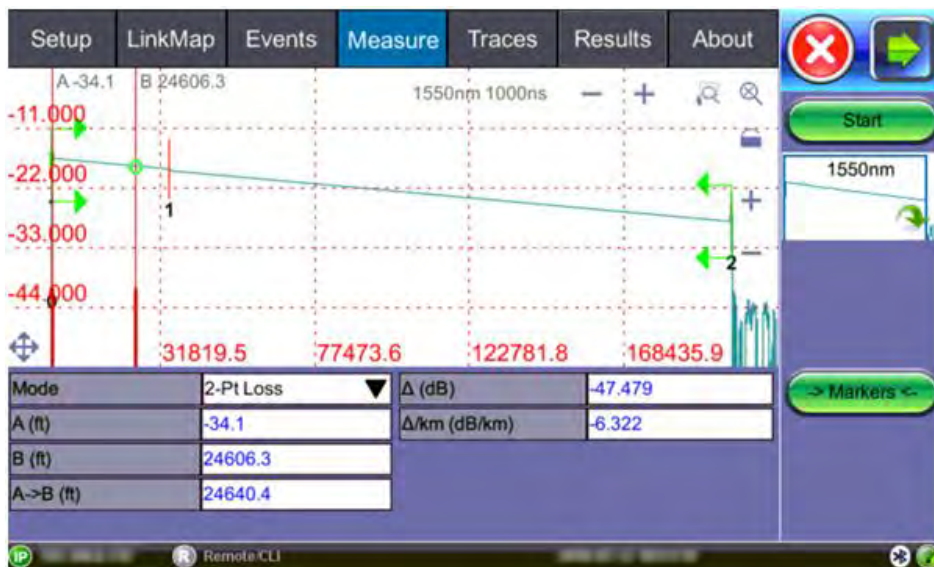 Setup LinkMap Events Measure Traces Results About
A -34.1 B 24606.3 1550nm 1000ns
-11.000
Start
1550nm
-22.000
1
-33.000
2
-44.000
0
31819.5 77473.6 122781.8 168435.9
Mode 2-Pt Loss Δ (dB) -47.479
-> Markers <-
A (ft) -34.1 Δ/km (dB/km) -6.322
B (ft) 24606.3
A->B (ft) 24640.4
IP R Remote/CLI